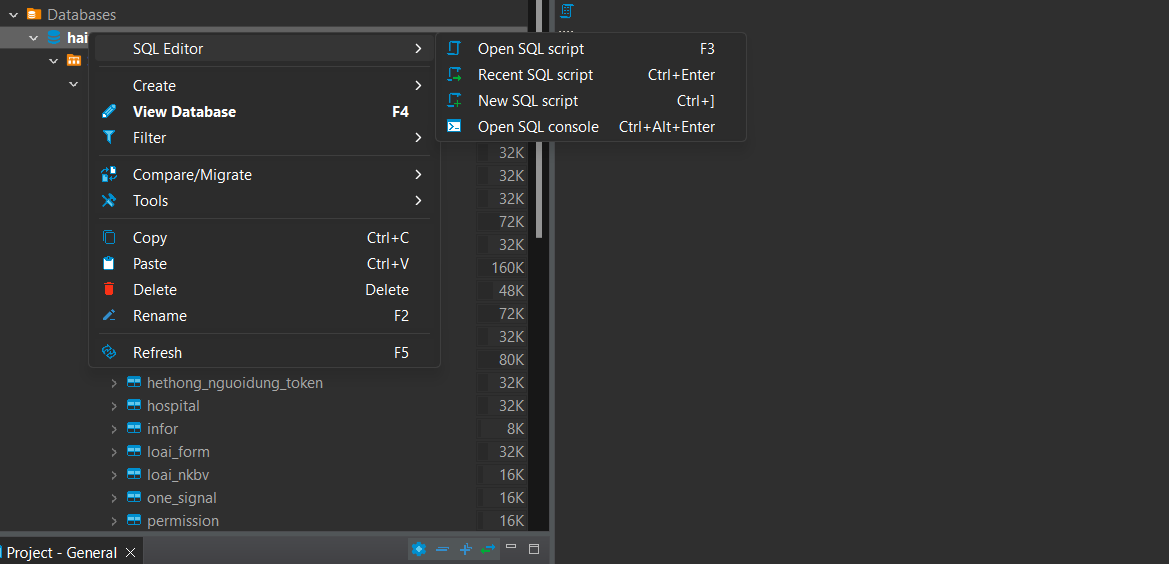 Databases
hai
SQL Editor
Open SQL script F3
Recent SQL script Ctrl+Enter
New SQL script Ctrl+]
Open SQL console Ctrl+Alt+Enter
Create
View Database F4
Filter
Compare/Migrate
Tools
Copy Ctrl+C
Paste Ctrl+V
Delete Delete
Rename F2
Refresh F5
32K
32K
32K
72K
32K
160K
48K
72K
32K
80K
hethong_nguoidung_token 32K
hospital 32K
infor 8K
loai_form 32K
loai_nkbv 16K
one_signal 16K
permission 16K
Project - General